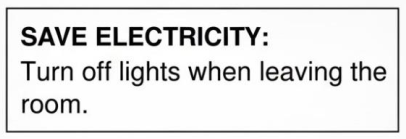 SAVE ELECTRICITY:
Turn off lights when leaving the
room.